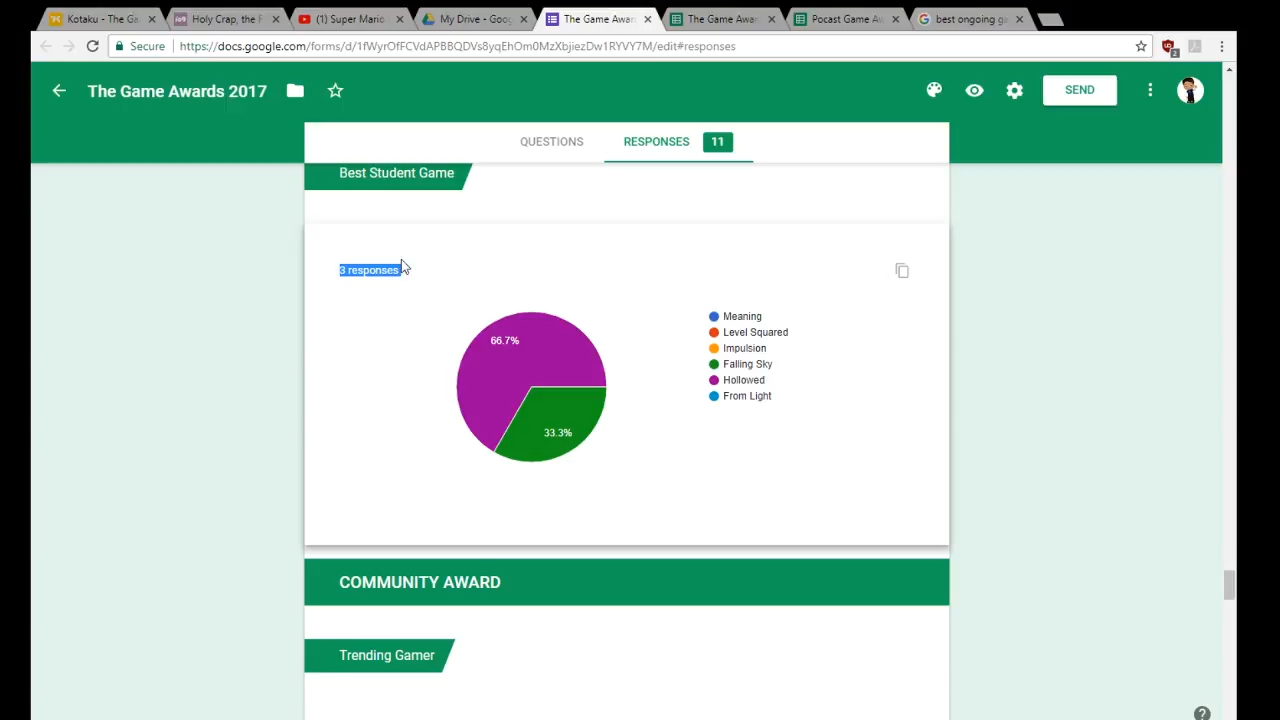 Kotaku - The Ga
Holy Crap, the F
(1) Super Mario
My Drive - Goog
The Game Awar
The Game Awar
Pocast Game Aw
best ongoing ga
Secure
https://docs.google.com/forms/d/1fWyrOfFCVdAPBBQDVs8yqEhOm0MzXbjiezDw1RYVY7M/edit#responses
The Game Awards 2017
SEND
QUESTIONS
RESPONSES 11
Best Student Game
3 responses
66.7%
33.3%
Meaning
Level Squared
Impulsion
Falling Sky
Hollowed
From Light
COMMUNITY AWARD
Trending Gamer